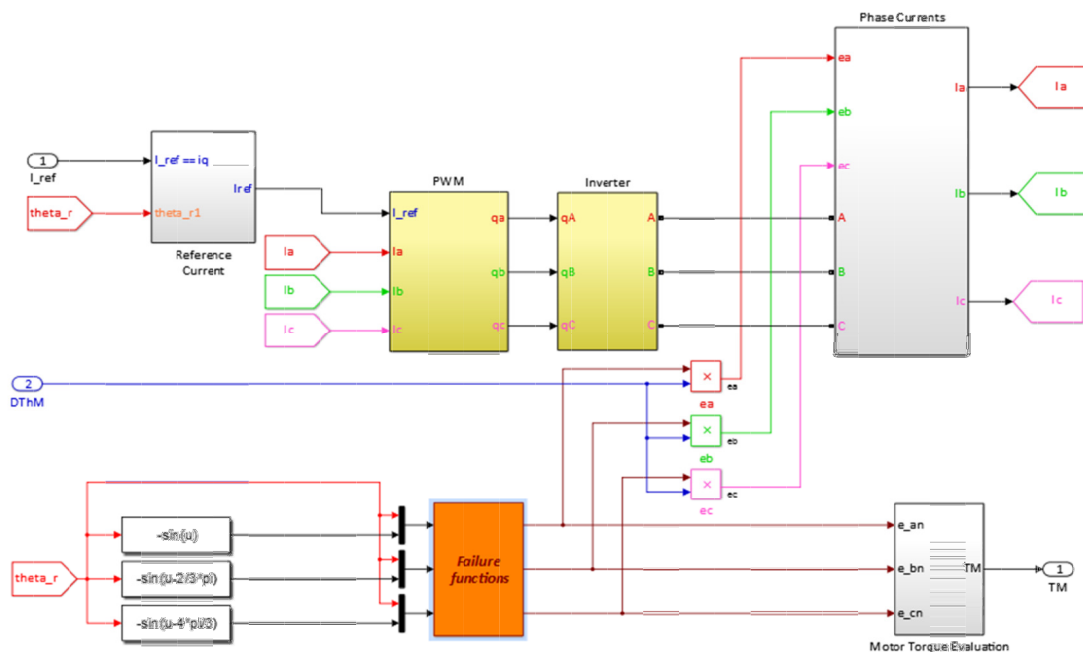 Phase Currents
ea
Ia
Ia
eb
1
I_ref == iq
I_ref
Iref
ec
PWM
Inverter
theta_r
theta_r1
I_ref
qa
qA
A
A
Ib
Ib
Reference
Current
Ia
Ia
qb
qB
B
B
Ib
Ib
Ic
Ic
qc
qC
C
C
Ic
Ic
2
DThM
×
ea
ea
×
eb
eb
×
ec
ec
-sin(u)
-sin(u-2/3*pi)
-sin(u-4*pi/3)
theta_r
Failure
functions
e_an
e_bn
e_cn
TM
1
TM
Motor Torque Evaluation